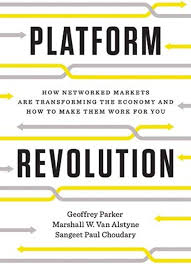 PLATFORM
HOW NETWORKED MARKETS
ARE TRANSFORMING THE ECONOMY AND
HOW TO MAKE THEM WORK FOR YOU
REVOLUTION
Geoffrey Parker
Marshall W. Van Alstyne
Sangeet Paul Choudary